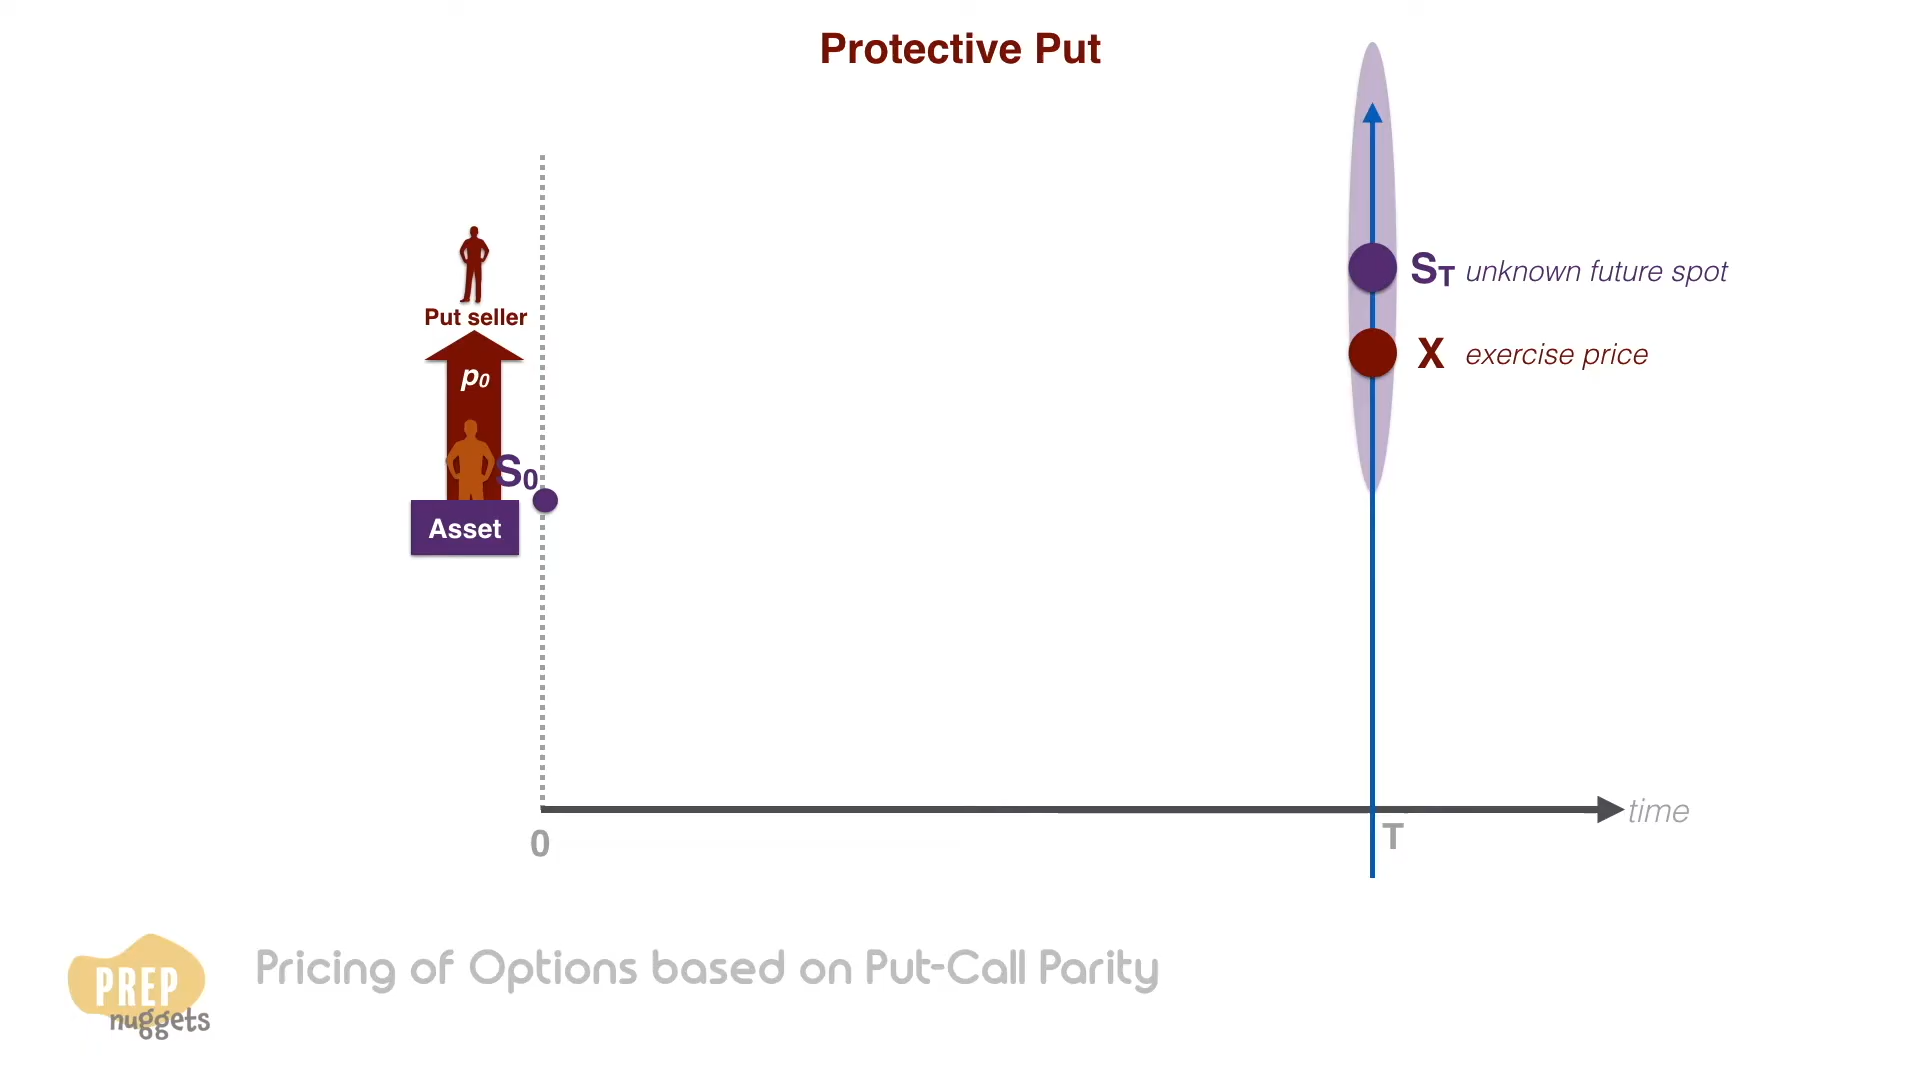 Protective Put
Put seller
p₀
S₀
Asset
S_T unknown future spot
X exercise price
time
0
T
PREP
nuggets
Pricing of Options based on Put-Call Parity